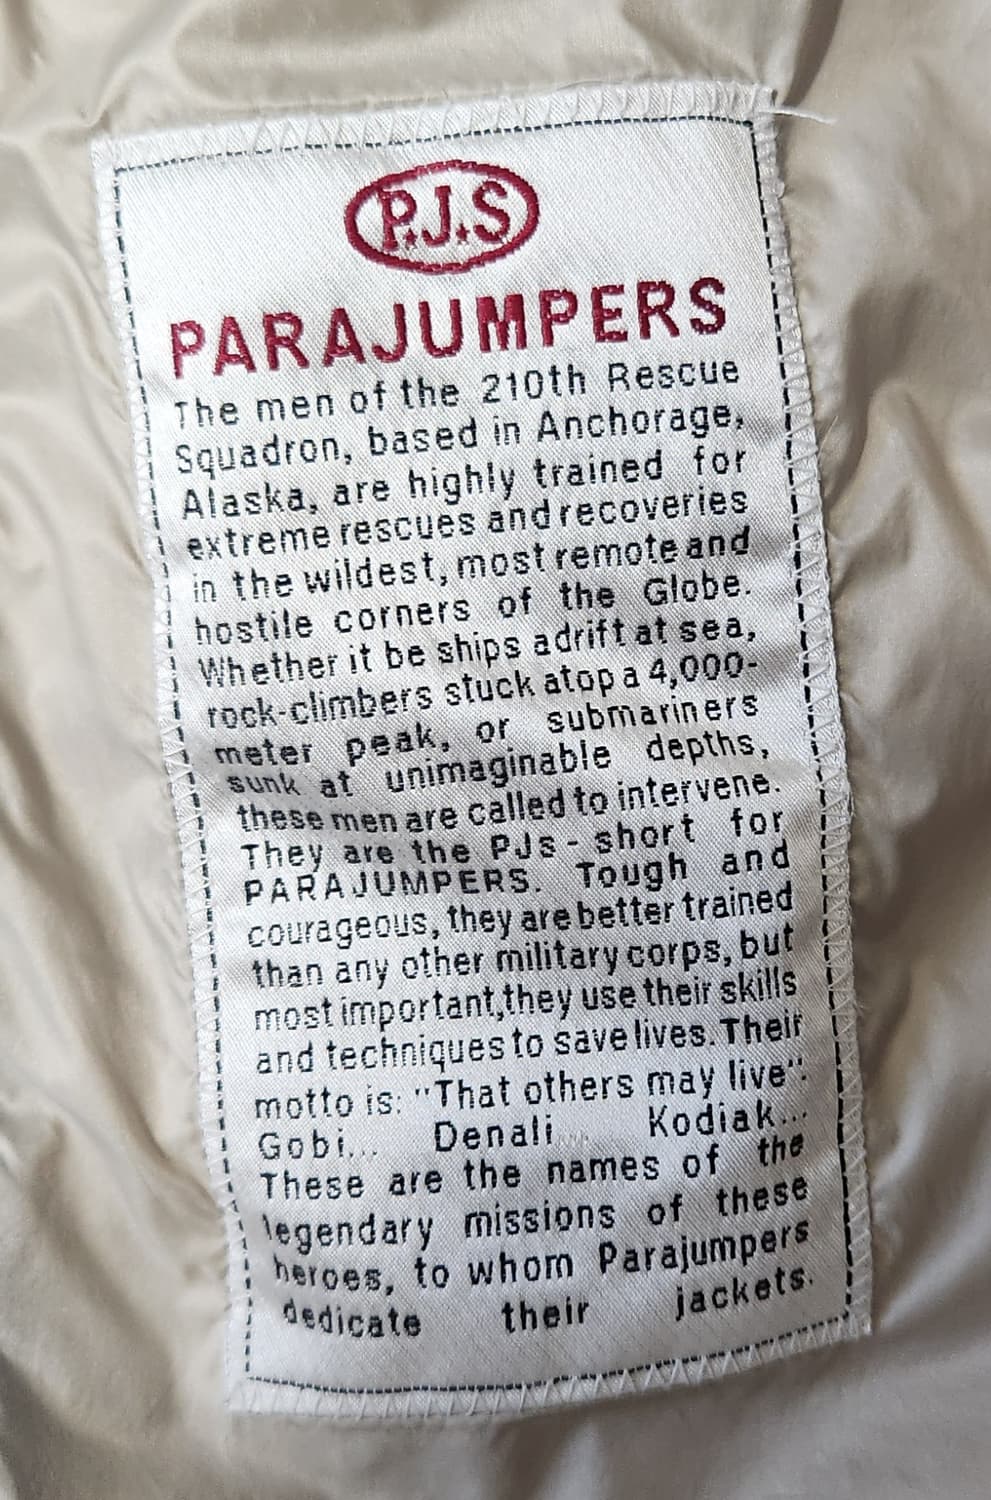 P.J.S
PARAJUMPERS
The men of the 210th Rescue
Squadron, based in Anchorage,
Alaska, are highly trained for
extreme rescues and recoveries
in the wildest, most remote and
hostile corners of the Globe.
Whether it be ships adrift at sea,
rock-climbers stuck atop a 4,000-
meter peak, or submariners
sunk at unimaginable depths,
these men are called to intervene.
They are the PJs - short for
PARAJUMPERS. Tough and
courageous, they are better trained
than any other military corps, but
most important,they use their skills
and techniques to save lives. Their
motto is: "That others may live".
Gobi... Denali... Kodiak...
These are the names of the
legendary missions of these
heroes, to whom Parajumpers
dedicate their jackets.